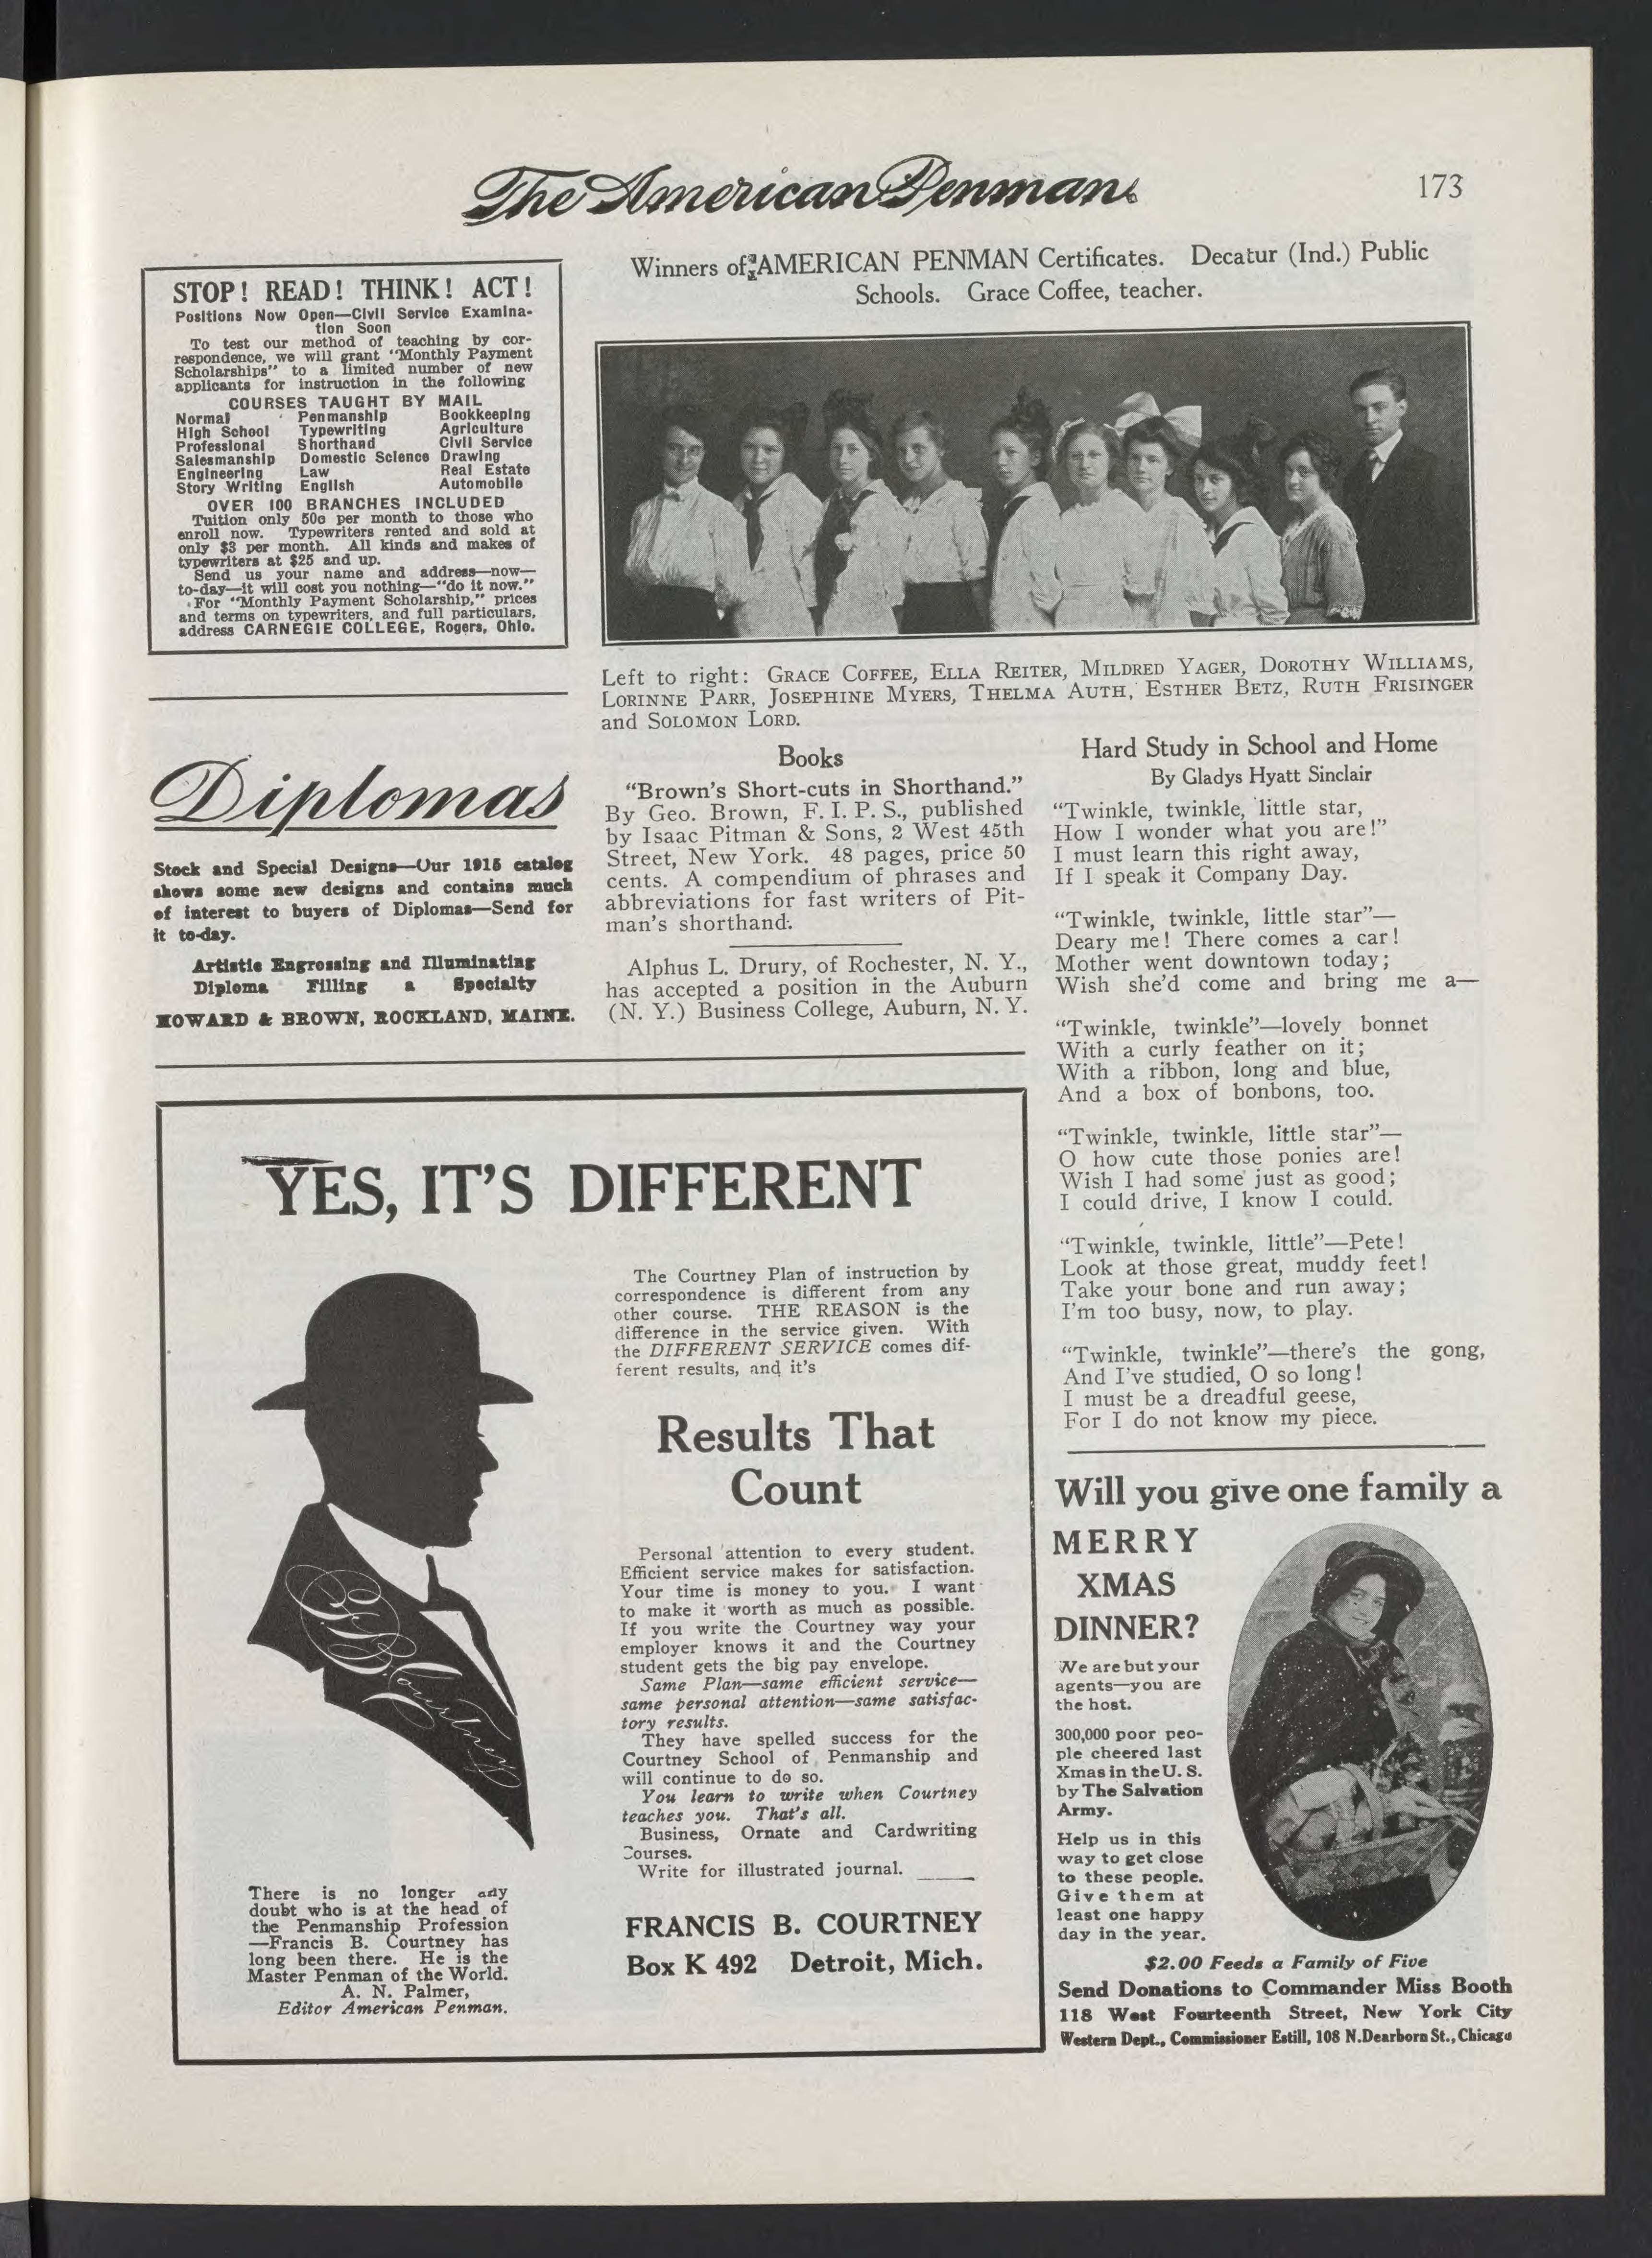 The American Penman
173
STOP! READ! THINK! ACT!
Positions Now Open—Civil Service Examina-
tion Soon
To test our method of teaching by cor-
respondence, we will grant "Monthly Payment
Scholarships" to a limited number of new
applicants for instruction in the following
COURSES TAUGHT BY MAIL
Normal Penmanship Bookkeeping
High School Typewriting Agriculture
Professional Shorthand Civil Service
Salesmanship Domestic Science Drawing
Engineering Law Real Estate
Story Writing English Automobile
OVER 100 BRANCHES INCLUDED
Tuition only 50c per month to those who
enroll now. Typewriters rented and sold at
only $3 per month. All kinds and makes of
typewriters at $25 and up.
Send us your name and address—now—
to-day—it will cost you nothing—"do it now."
For "Monthly Payment Scholarship," prices
and terms on typewriters, and full particulars,
address CARNEGIE COLLEGE, Rogers, Ohio.
Diplomas
Stock and Special Designs—Our 1915 catalog
shows some new designs and contains much
of interest to buyers of Diplomas—Send for
it to-day.
Artistic Engrossing and Illuminating
Diploma Filling a Specialty
HOWARD & BROWN, ROCKLAND, MAINE.
Winners of AMERICAN PENMAN Certificates. Decatur (Ind.) Public
Schools. Grace Coffee, teacher.
Left to right: GRACE COFFEE, ELLA REITER, MILDRED YAGER, DOROTHY WILLIAMS,
LORINNE PARR, JOSEPHINE MYERS, THELMA AUTH, ESTHER BETZ, RUTH FRISINGER
and SOLOMON LORD.
Books
"Brown's Short-cuts in Shorthand."
By Geo. Brown, F. I. P. S., published
by Isaac Pitman & Sons, 2 West 45th
Street, New York. 48 pages, price 50
cents. A compendium of phrases and
abbreviations for fast writers of Pit-
man's shorthand.
Alphus L. Drury, of Rochester, N. Y.,
has accepted a position in the Auburn
(N. Y.) Business College, Auburn, N. Y.
Hard Study in School and Home
By Gladys Hyatt Sinclair
"Twinkle, twinkle, little star,
How I wonder what you are!"
I must learn this right away,
If I speak it Company Day.
"Twinkle, twinkle, little star"—
Deary me! There comes a car!
Mother went downtown today;
Wish she'd come and bring me a—
"Twinkle, twinkle"—lovely bonnet
With a curly feather on it;
With a ribbon, long and blue,
And a box of bonbons, too.
"Twinkle, twinkle, little star"—
O how cute those ponies are!
Wish I had some just as good;
I could drive, I know I could.
"Twinkle, twinkle, little"—Pete!
Look at those great, muddy feet!
Take your bone and run away;
I'm too busy, now, to play.
"Twinkle, twinkle"—there's the gong,
And I've studied, O so long!
I must be a dreadful geese,
For I do not know my piece.
YES, IT'S DIFFERENT
F. B. Courtney
There is no longer any
doubt who is at the head of
the Penmanship Profession
—Francis B. Courtney has
long been there. He is the
Master Penman of the World.
A. N. Palmer,
Editor American Penman.
The Courtney Plan of instruction by
correspondence is different from any
other course. THE REASON is the
difference in the service given. With
the DIFFERENT SERVICE comes dif-
ferent results, and it's
Results That
Count
Personal attention to every student.
Efficient service makes for satisfaction.
Your time is money to you. I want
to make it worth as much as possible.
If you write the Courtney way your
employer knows it and the Courtney
student gets the big pay envelope.
Same Plan—same efficient service—
same personal attention—same satisfac-
tory results.
They have spelled success for the
Courtney School of Penmanship and
will continue to do so.
You learn to write when Courtney
teaches you. That's all.
Business, Ornate and Cardwriting
Courses.
Write for illustrated journal.
FRANCIS B. COURTNEY
Box K 492 Detroit, Mich.
Will you give one family a
MERRY
XMAS
DINNER?
We are but your
agents—you are
the host.
300,000 poor peo-
ple cheered last
Xmas in the U. S.
by The Salvation
Army.
Help us in this
way to get close
to these people.
Give them at
least one happy
day in the year.
$2.00 Feeds a Family of Five
Send Donations to Commander Miss Booth
118 West Fourteenth Street, New York City
Western Dept., Commissioner Estill, 108 N. Dearborn St., Chicago